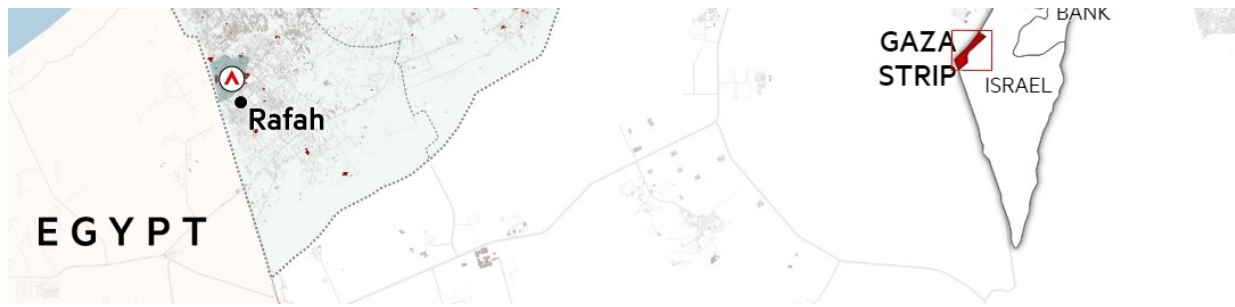 Rafah
EGYPT
BANK
GAZA
STRIP
ISRAEL